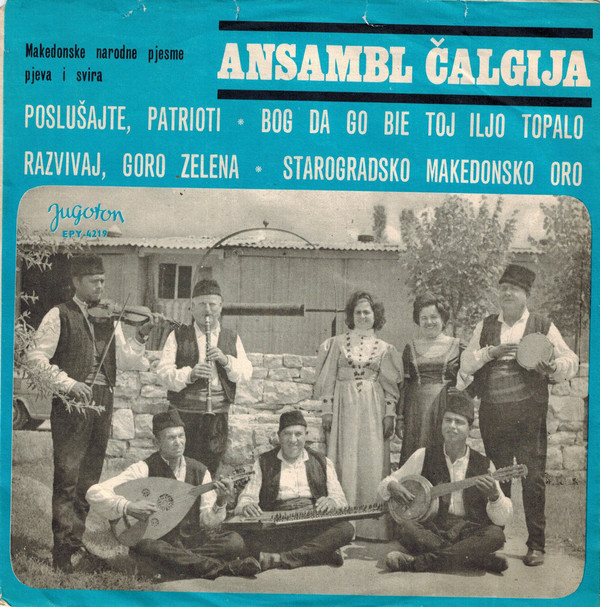 Makedonske narodne pjesme
pjeva i svira
ANSAMBL ČALGIJA
POSLUŠAJTE, PATRIOTI * BOG DA GO BIE TOJ ILJO TOPALO
RAZVIVAJ, GORO ZELENA * STAROGRADSKO MAKEDONSKO ORO
Jugoton
EPY-4219